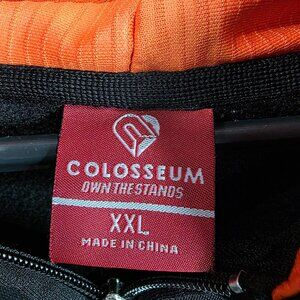 COLOSSEUM
OWN THE STANDS
XXL
MADE IN CHINA